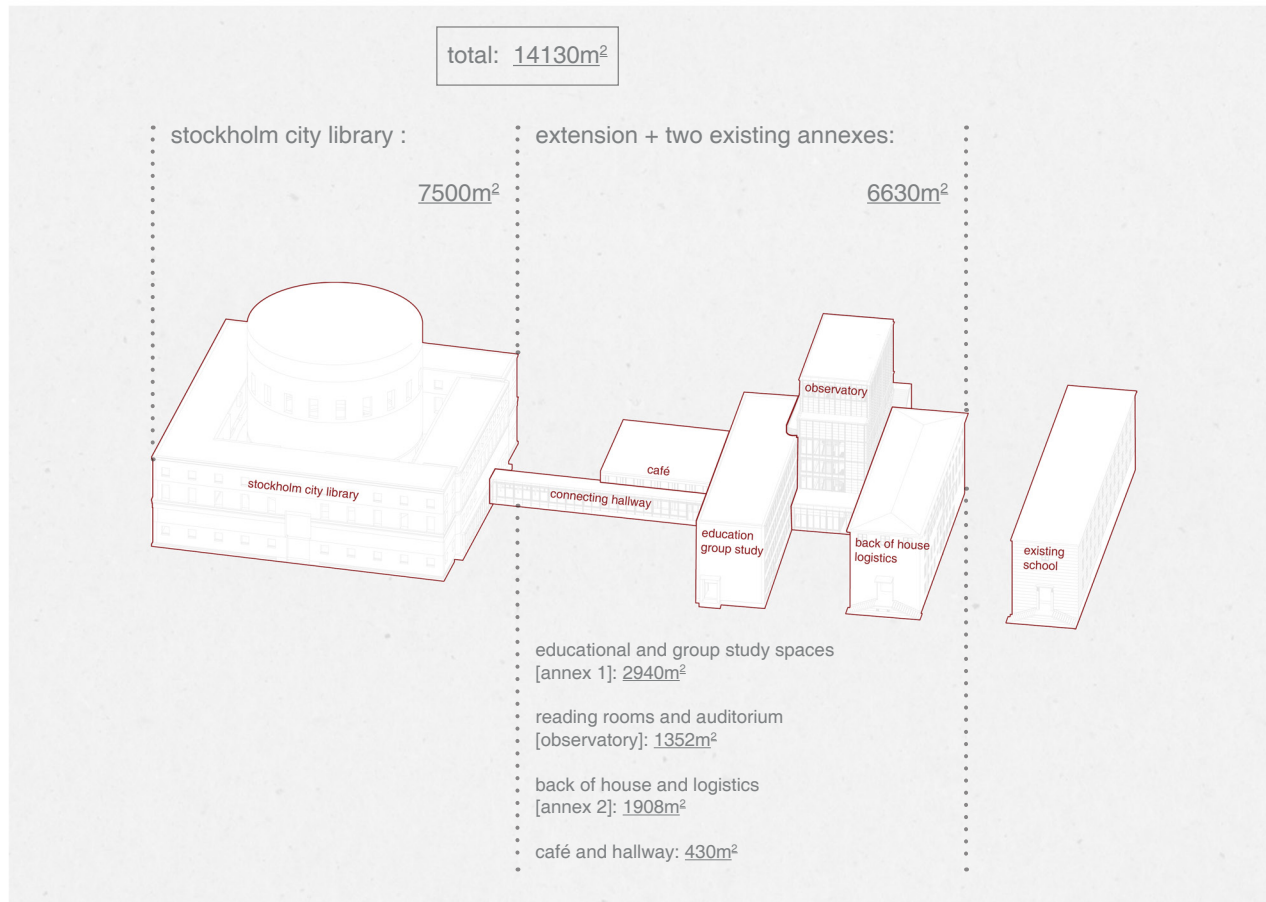 total: 14130m²
stockholm city library :
7500m²
extension + two existing annexes:
6630m²
observatory
café
stockholm city library
connecting hallway
education
group study
back of house
logistics
existing
school
educational and group study spaces
[annex 1]: 2940m²
reading rooms and auditorium
[observatory]: 1352m²
back of house and logistics
[annex 2]: 1908m²
café and hallway: 430m²